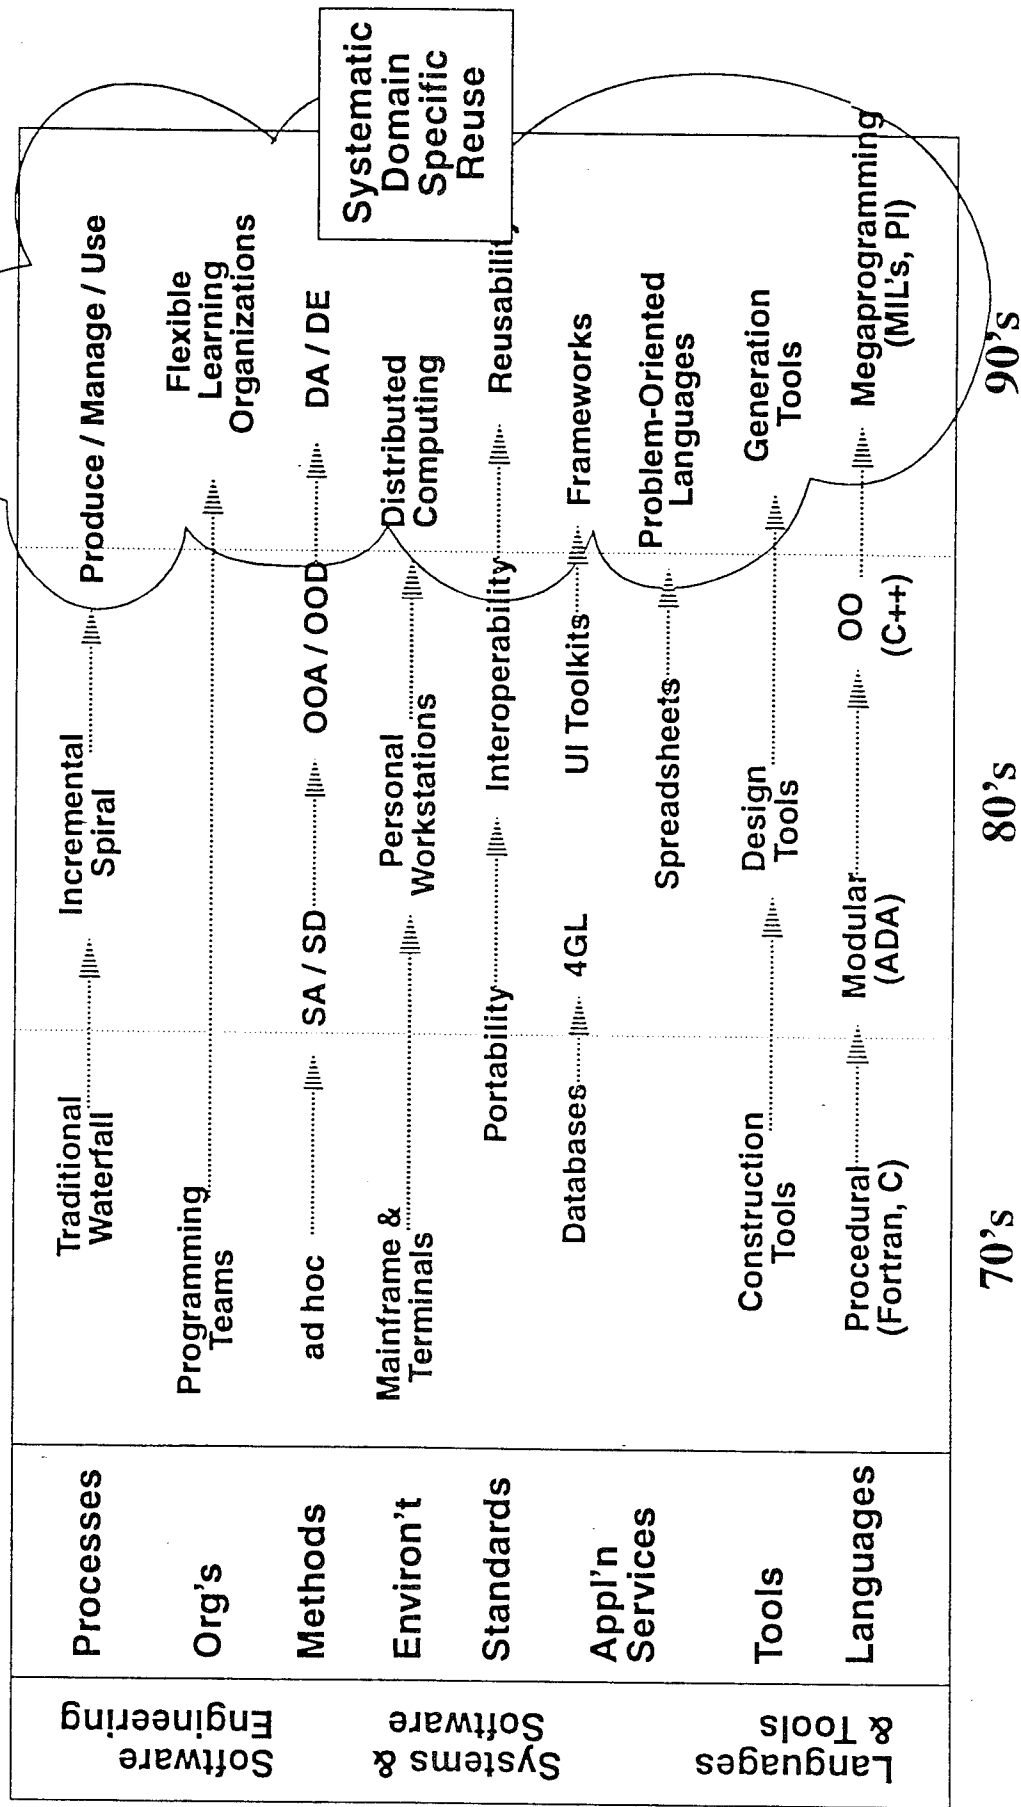 Software
Engineering
Systems &
Software
Languages
& Tools
Processes
Traditional
Waterfall
Incremental
Spiral
Produce / Manage / Use
Org's
Programming
Teams
Flexible
Learning
Organizations
Methods
ad hoc
SA / SD
OOA / OOD
DA / DE
Environ't
Mainframe &
Terminals
Personal
Workstations
Distributed
Computing
Standards
Portability
Interoperability
Reusability
Appl'n
Services
Databases
4GL
UI Toolkits
Frameworks
Spreadsheets
Problem-Oriented
Languages
Tools
Construction
Tools
Design
Tools
Generation
Tools
Languages
Procedural
(Fortran, C)
Modular
(ADA)
OO
(C++)
Megaprogramming
(MIL's, PI)
Systematic
Domain
Specific
Reuse
70's
80's
90's